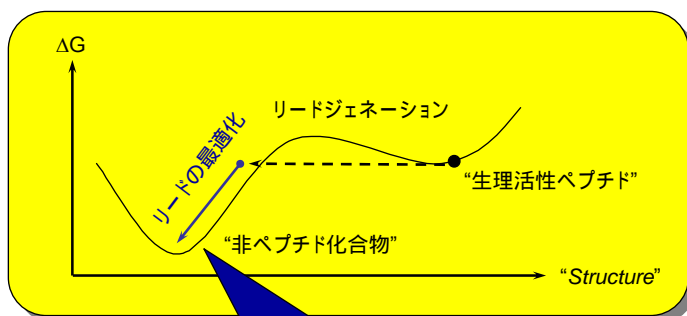 ΔG
リードジェネーション
リードの最適化
“生理活性ペプチド”
“非ペプチド化合物”
“Structure”